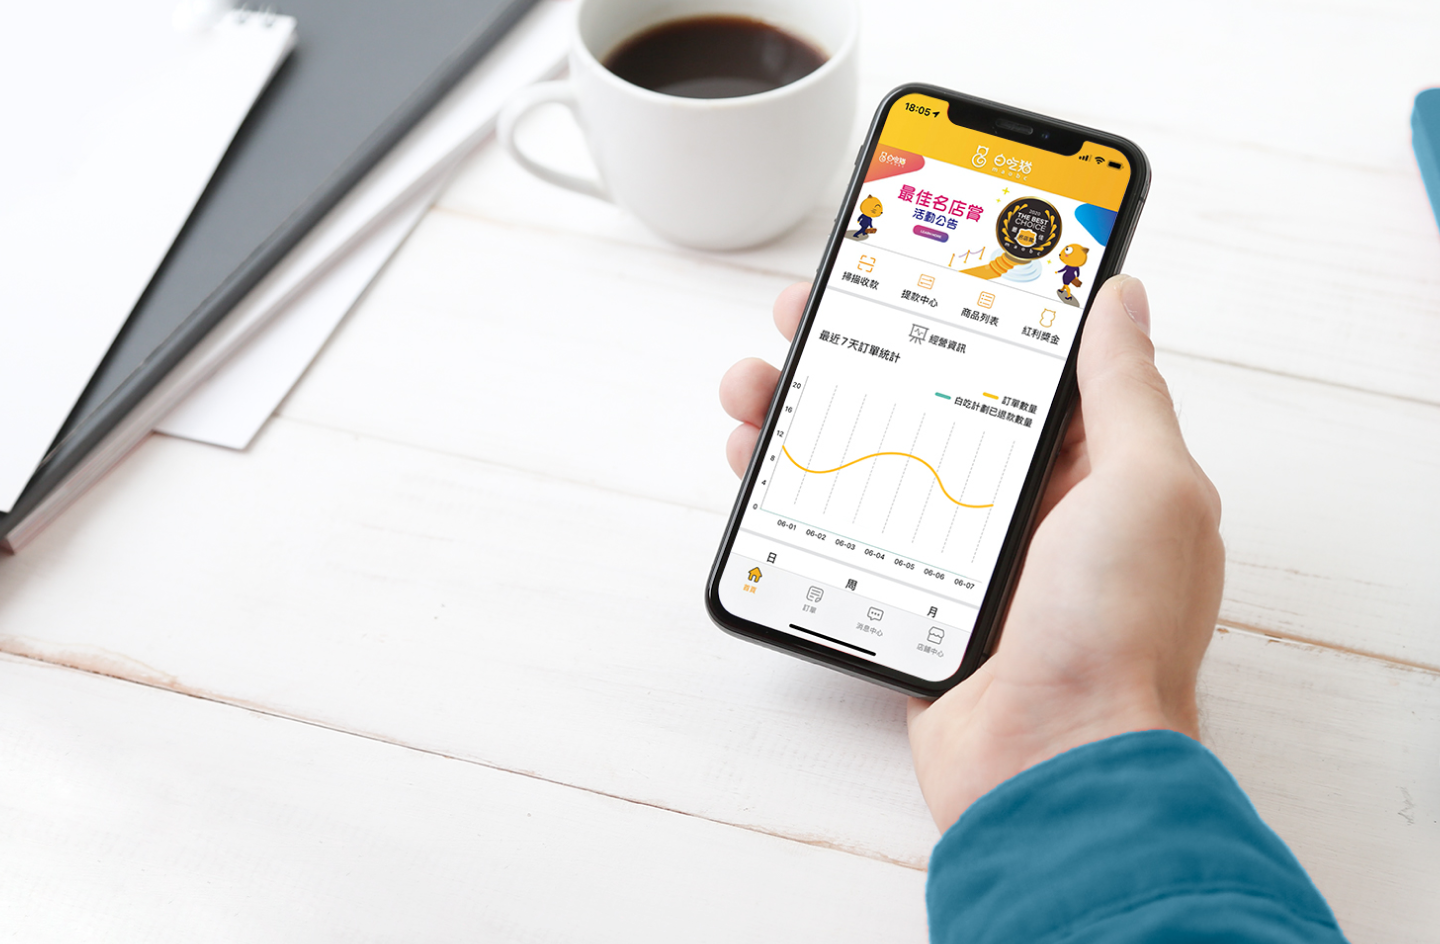 18:05
白吃貓
白吃貓
最佳名店賞
活動公告
2020
THE BEST
CHOICE
掃描收款
提款中心
商品列表
紅利獎金
經營資訊
最近7天訂單統計
訂單數量
白吃計劃已退款數量
20
16
12
8
4
0
06-01
06-02
06-03
06-04
06-05
06-06
06-07
日
周
月
首頁
訂單
消息中心
店鋪中心